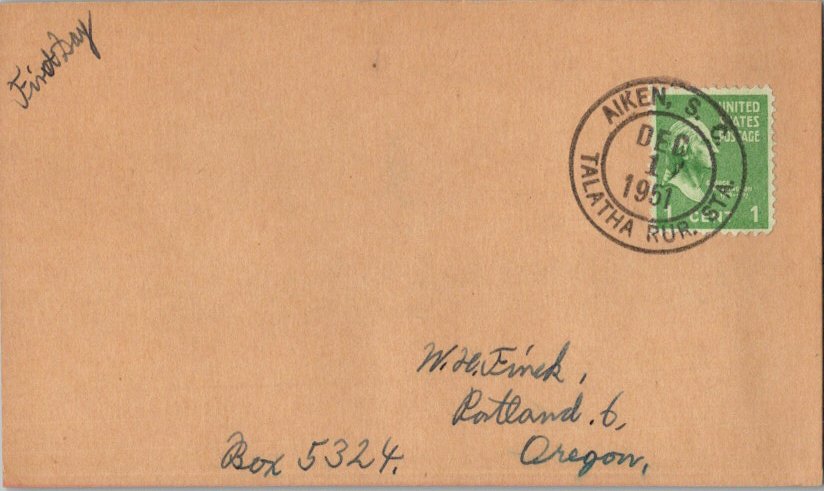 First Day
AIKEN, S. C.
DEC
17
1951
TALATHA RUR. STA.
UNITED
STATES
POSTAGE
1 CENT 1
W. H. Finck,
Portland. 6,
Box 5324. Oregon,